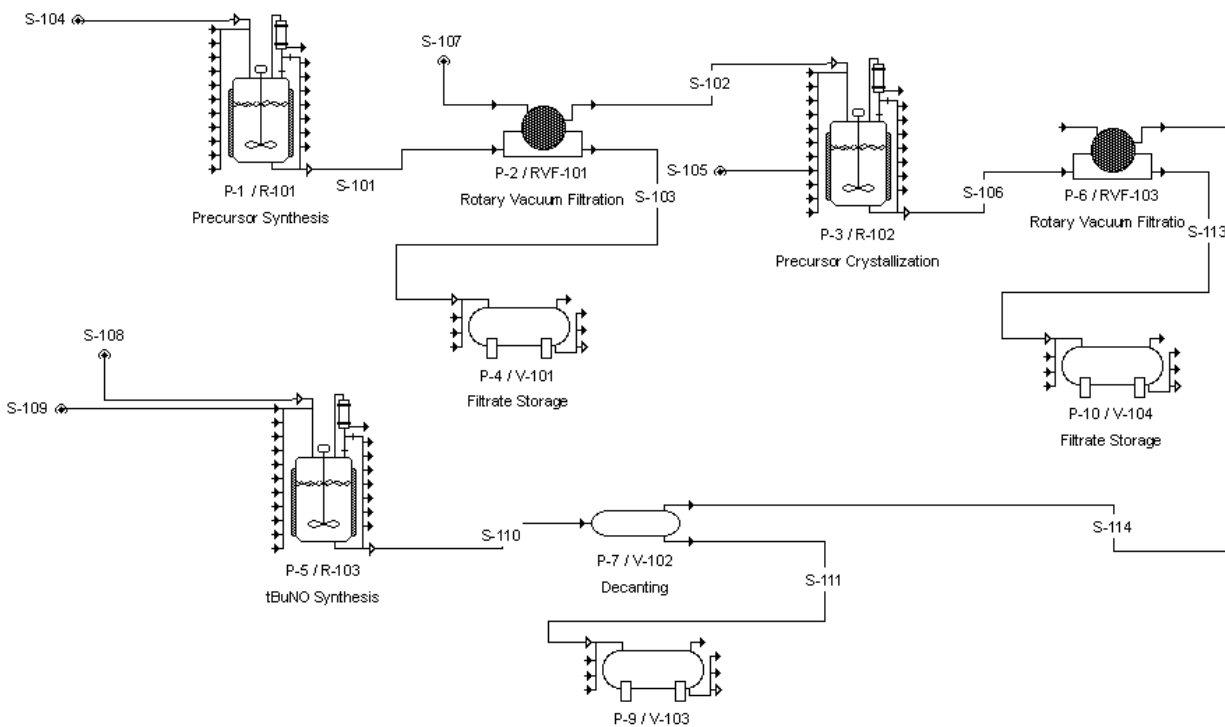 S-104
S-107
S-102
P-1 / R-101
Precursor Synthesis
S-101
P-2 / RVF-101
Rotary Vacuum Filtration
S-103
S-105
P-3 / R-102
Precursor Crystallization
S-106
P-6 / RVF-103
Rotary Vacuum Filtratio
S-113
P-4 / V-101
Filtrate Storage
P-10 / V-104
Filtrate Storage
S-108
S-109
P-5 / R-103
tBuNO Synthesis
S-110
P-7 / V-102
Decanting
S-114
S-111
P-9 / V-103